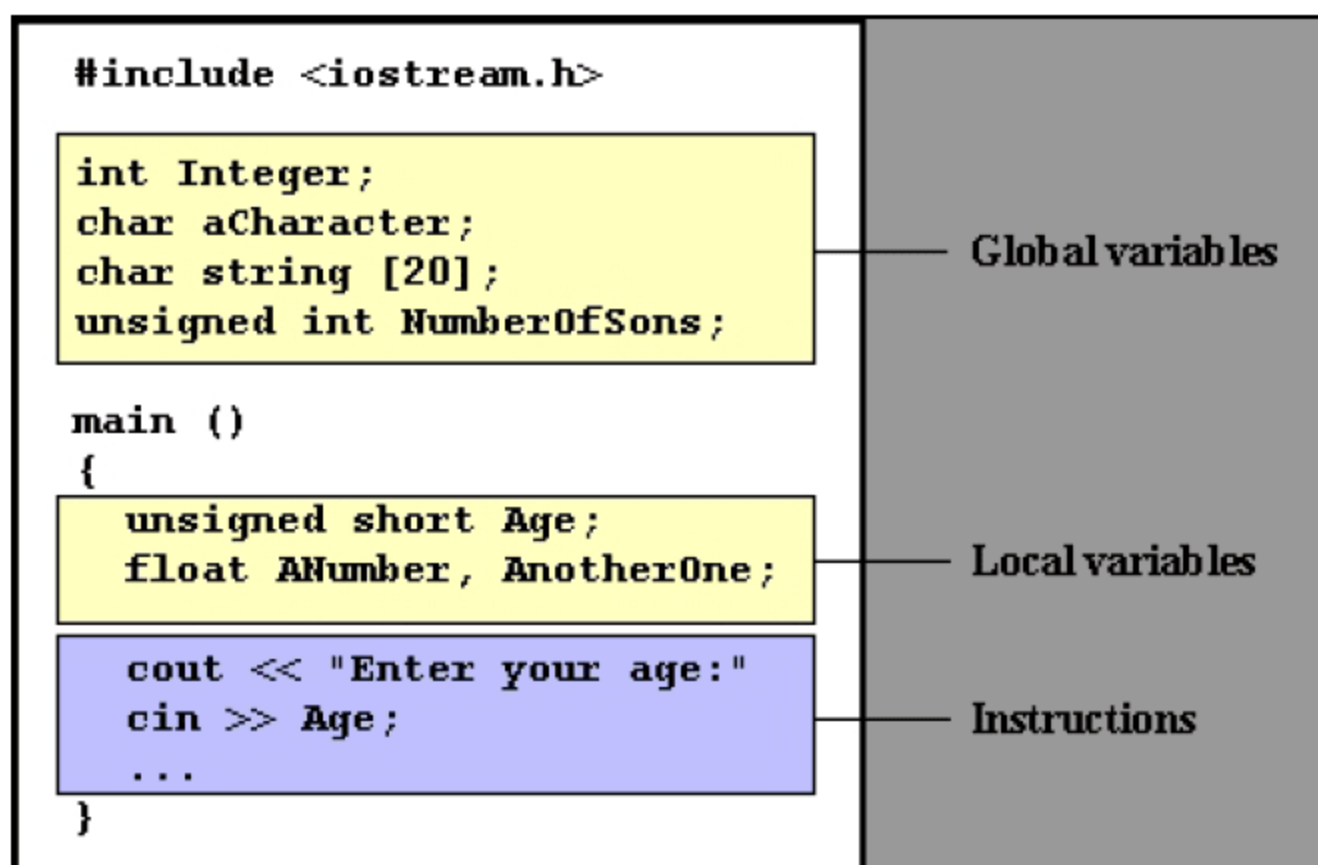 #include <iostream.h>
int Integer;
char aCharacter;
char string [20];
unsigned int NumberOfSons;
Global variables
main ()
{
unsigned short Age;
float ANumber, AnotherOne;
Local variables
cout << "Enter your age:"
cin >> Age;
...
Instructions
}